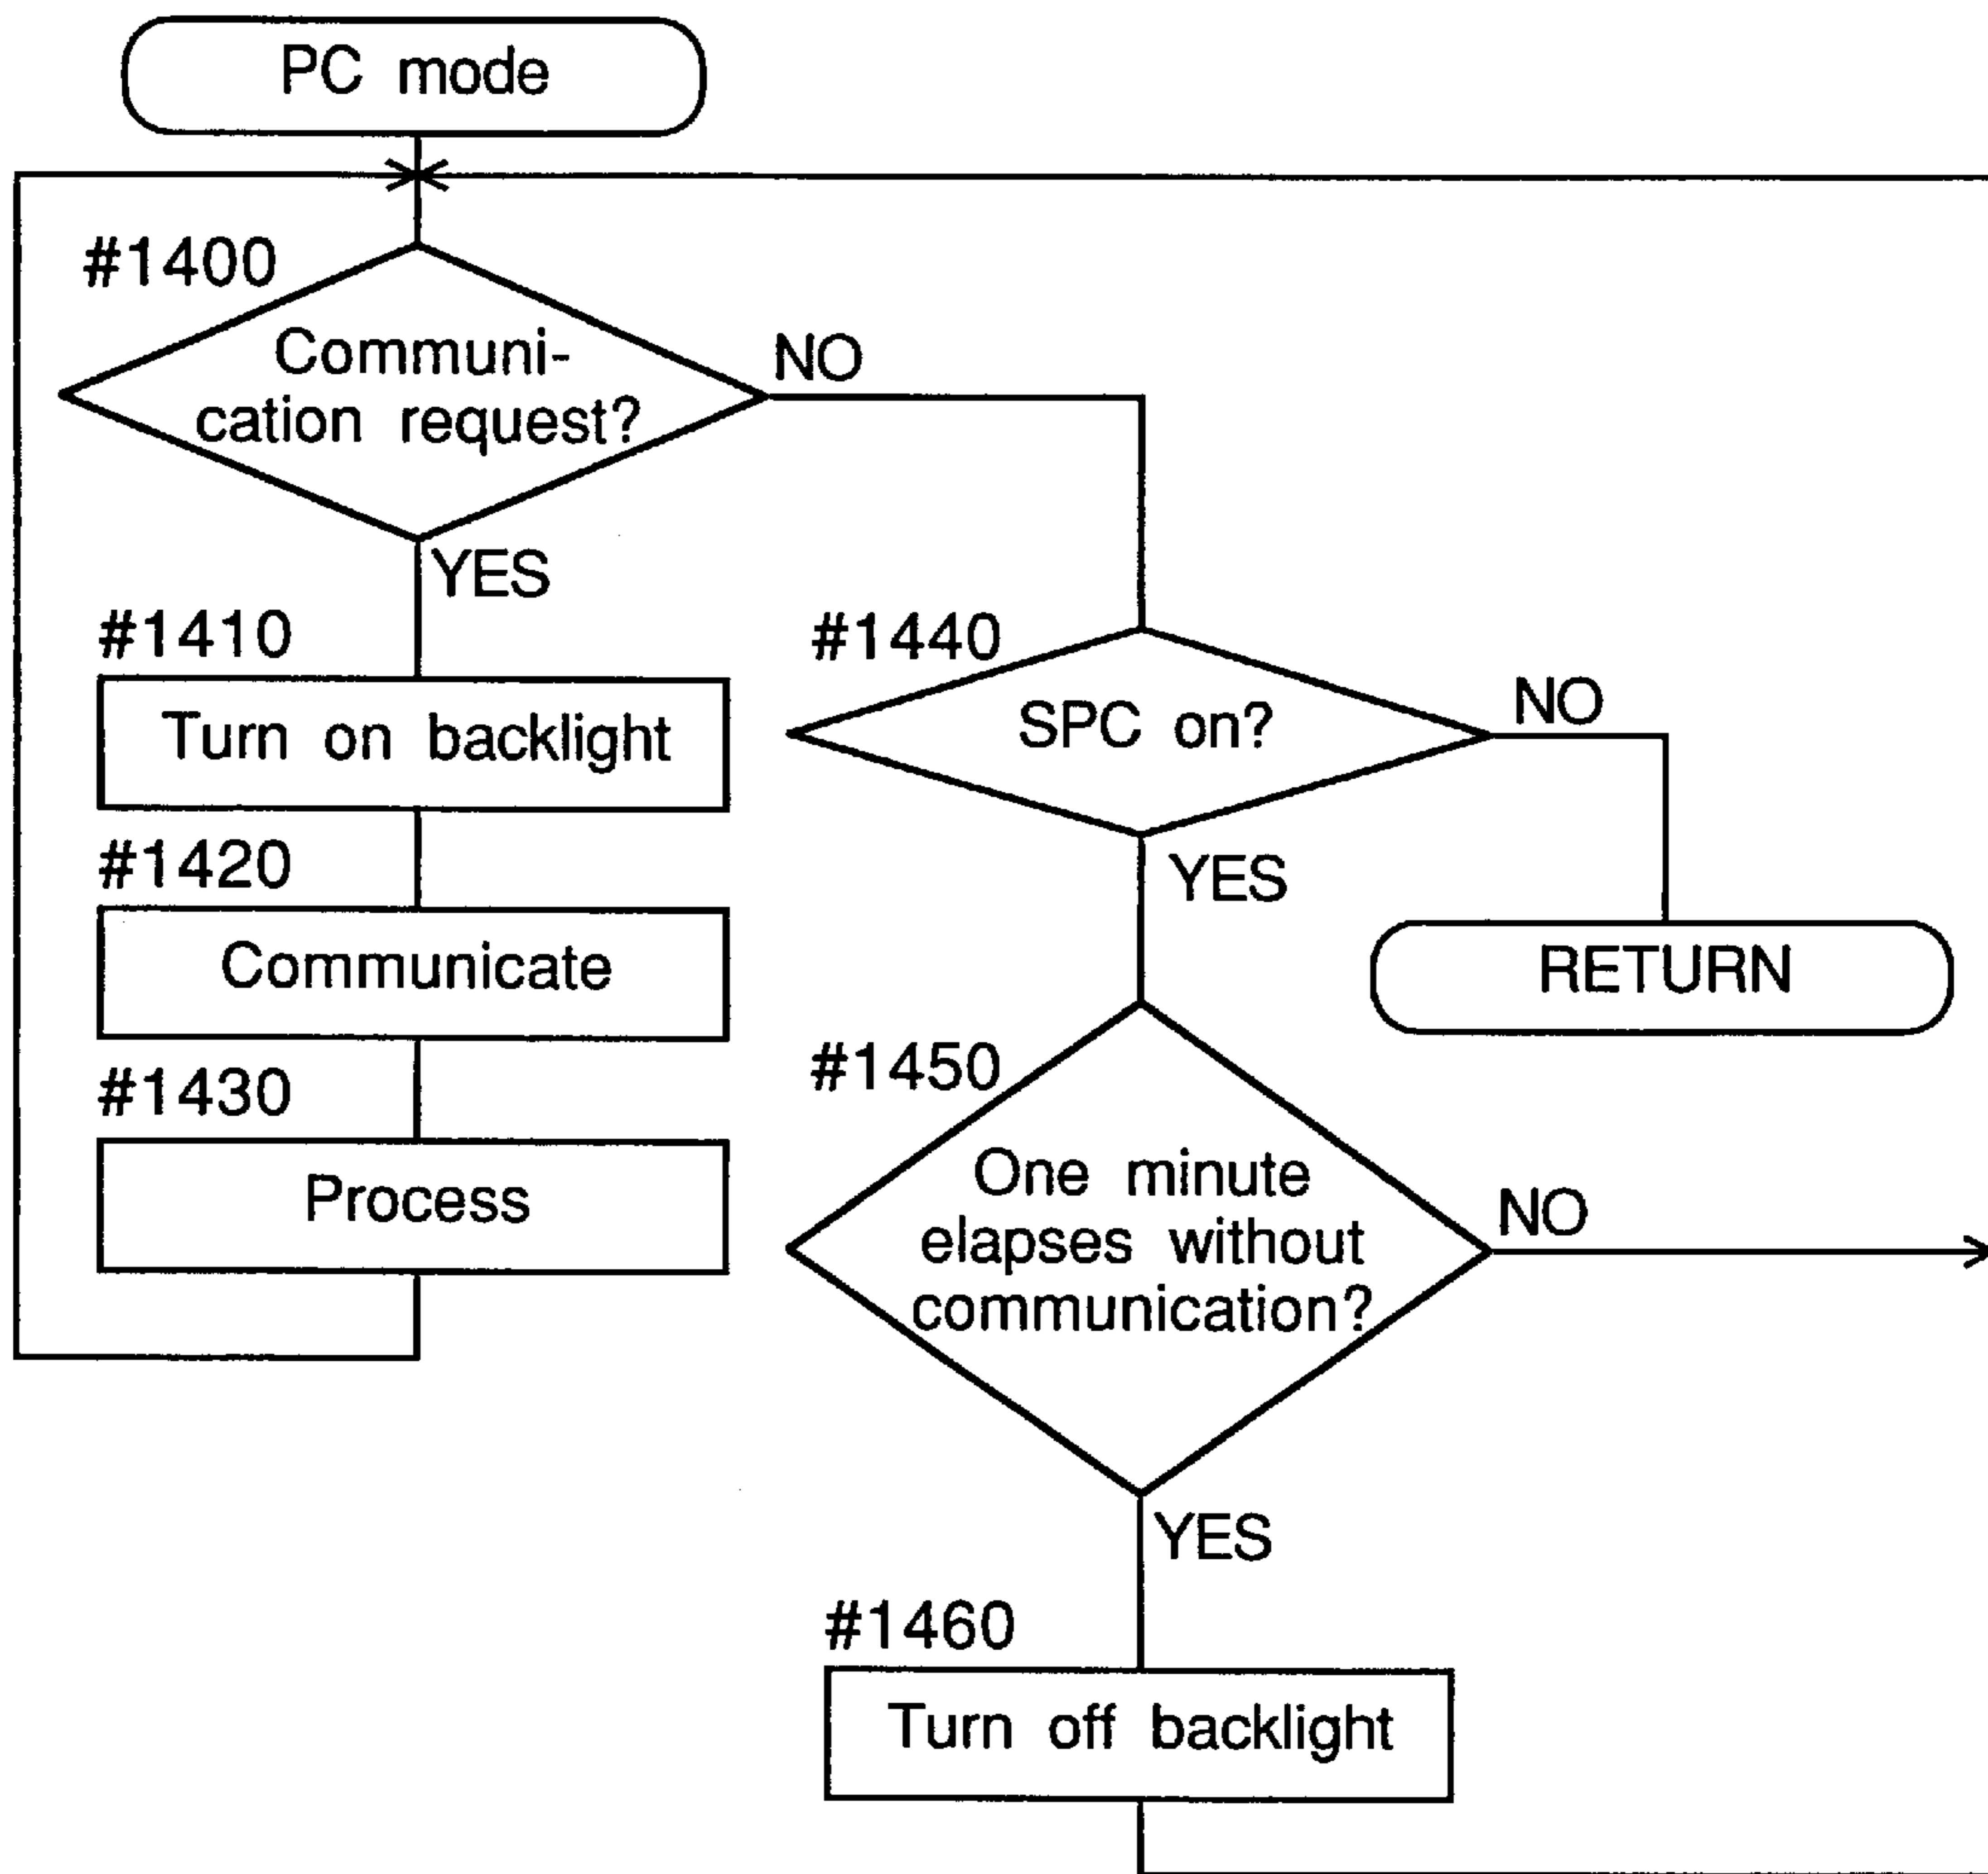 PC mode
#1400
Communi-
cation request?
NO
YES
#1410
Turn on backlight
#1420
Communicate
#1430
Process
#1440
SPC on?
NO
YES
RETURN
#1450
One minute
elapses without
communication?
NO
YES
#1460
Turn off backlight